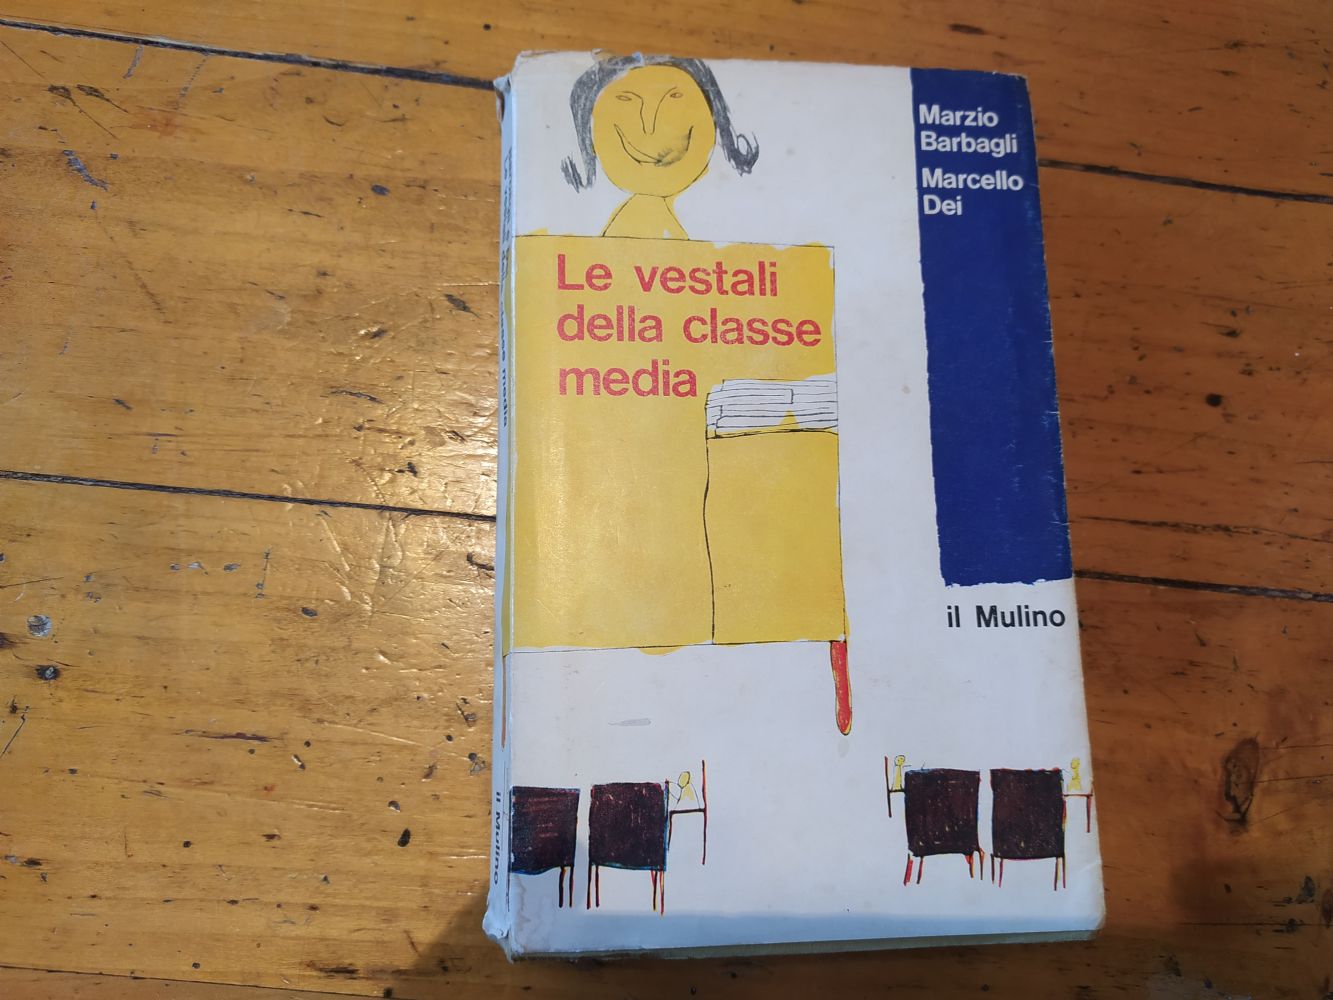 Marzio
Barbagli
Marcello
Dei
Le vestali
della classe
media
il Mulino
il Mulino